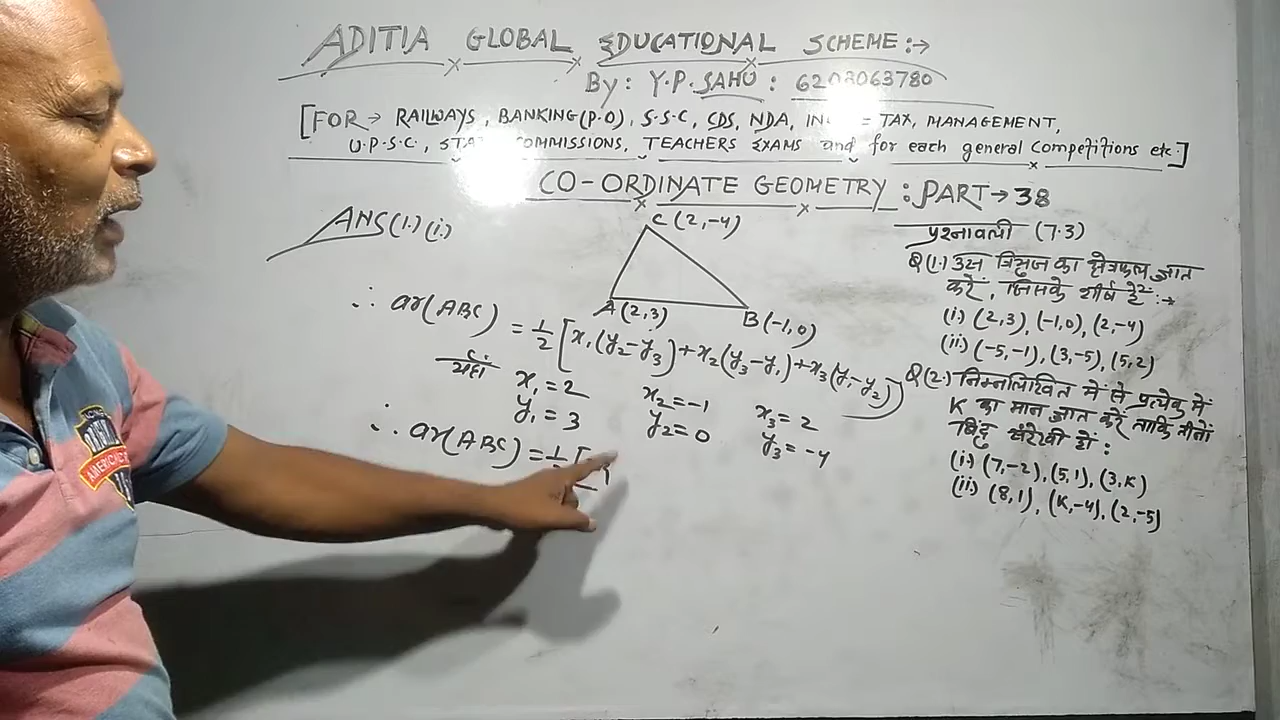 ADITIA GLOBAL EDUCATIONAL SCHEME:→
By: Y.P. SAHU: 6203063780
[FOR→ RAILWAYS, BANKING(P.O), S.S.C, CDS, NDA, = TAX, MANAGEMENT,
U.P.S.C., COMMISSIONS, TEACHERS EXAMS and for each general Competitions etc.]
CO-ORDINATE GEOMETRY: PART→38
ANS(1.)(i.)
C(2,-4)
A(2,3)
B(-1,0)
∴ ar(ABC) = 1/2 [x₁(y₂-y₃)+x₂(y₃-y₁)+x₃(y₁-y₂)]
यहाँ
x₁=2 x₂=-1 x₃=2
y₁=3 y₂=0 y₃=-4
∴ ar(ABC) =
प्रश्नावली (7.3)
Q(1.) उस त्रिभुज का क्षेत्रफल ज्ञात
करें, जिसके शीर्ष हैं:→
(i) (2,3), (-1,0), (2,-4)
(ii) (-5,-1), (3,-5), (5,2)
Q(2.) निम्नलिखित में से प्रत्येक में
K का मान ज्ञात करें ताकि तीनों
बिंदु संरेखी हों:
(i) (7,-2), (5,1), (3,K)
(ii) (8,1), (K,-4), (2,-5)